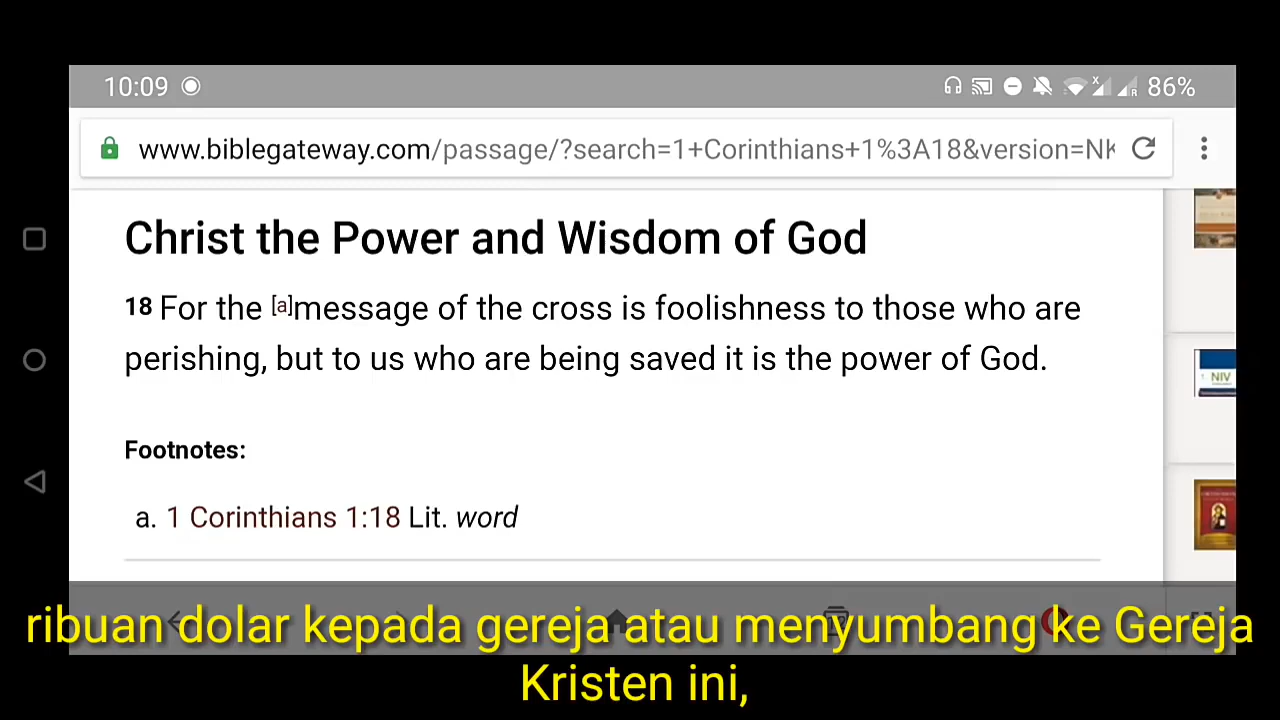 10:09
86%
www.biblegateway.com/passage/?search=1+Corinthians+1%3A18&version=NK
Christ the Power and Wisdom of God
18 For the [a]message of the cross is foolishness to those who are
perishing, but to us who are being saved it is the power of God.
NIV
Footnotes:
a. 1 Corinthians 1:18 Lit. word
ribuan dolar kepada gereja atau menyumbang ke Gereja
Kristen ini,